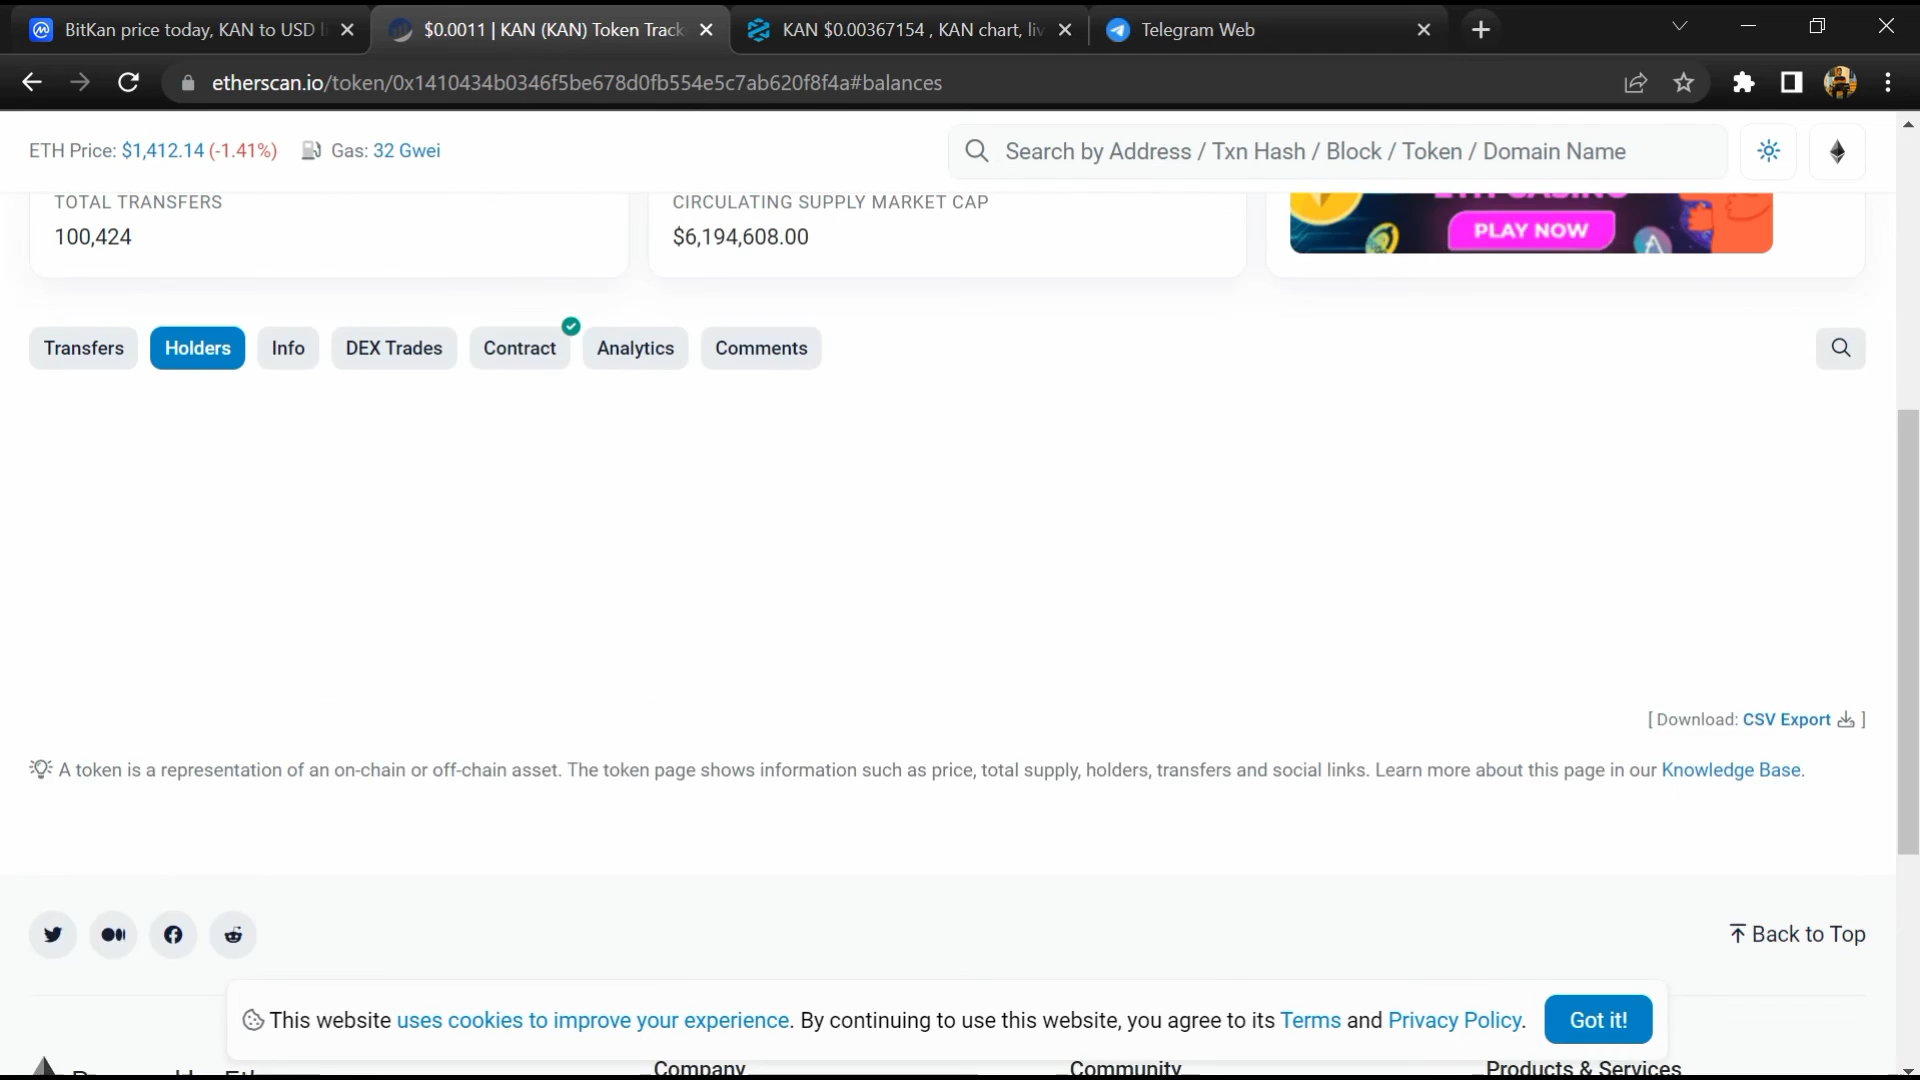 BitKan price today, KAN to USD li
$0.0011 | KAN (KAN) Token Track
KAN $0.00367154 , KAN chart, liv
Telegram Web
etherscan.io/token/0x1410434b0346f5be678d0fb554e5c7ab620f8f4a#balances
ETH Price: $1,412.14 (-1.41%) Gas: 32 Gwei
Search by Address / Txn Hash / Block / Token / Domain Name
TOTAL TRANSFERS
100,424
CIRCULATING SUPPLY MARKET CAP
$6,194,608.00
PLAY NOW
Transfers
Holders
Info
DEX Trades
Contract
Analytics
Comments
[ Download: CSV Export ]
A token is a representation of an on-chain or off-chain asset. The token page shows information such as price, total supply, holders, transfers and social links. Learn more about this page in our Knowledge Base.
Back to Top
This website uses cookies to improve your experience. By continuing to use this website, you agree to its Terms and Privacy Policy.
Got it!
Company
Community
Products & Services